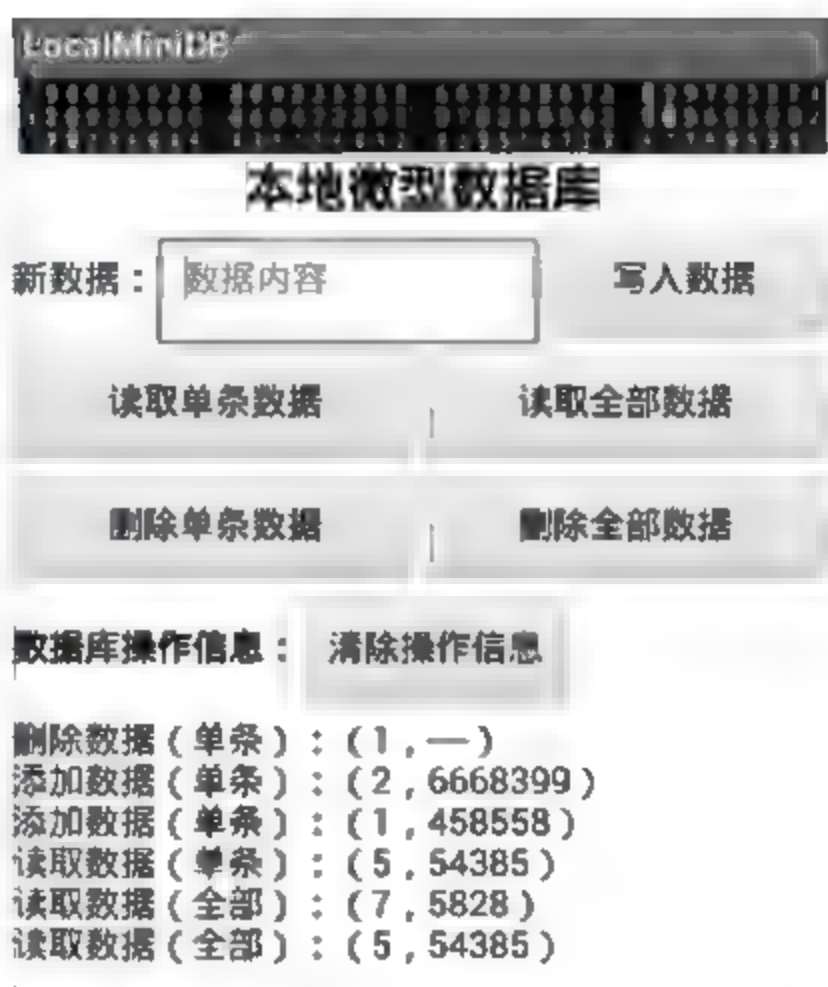 LocalMiniDB
本地微型数据库
新数据： 数据内容 写入数据
读取单条数据 读取全部数据
删除单条数据 删除全部数据
数据库操作信息： 清除操作信息
删除数据(单条)：(1,—)
添加数据(单条)：(2,6668399)
添加数据(单条)：(1,458558)
读取数据(单条)：(5,54385)
读取数据(全部)：(7,5828)
读取数据(全部)：(5,54385)